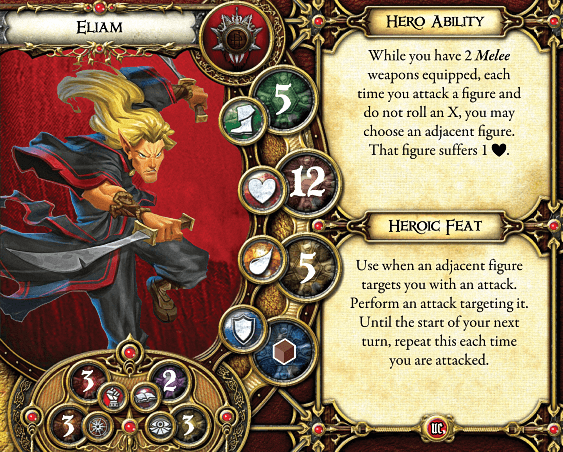 Eliam
5
12
5
3
2
3
3
Hero Ability
While you have 2 Melee
weapons equipped, each
time you attack a figure and
do not roll an X, you may
choose an adjacent figure.
That figure suffers 1 ♥.
Heroic Feat
Use when an adjacent figure
targets you with an attack.
Perform an attack targeting it.
Until the start of your next
turn, repeat this each time
you are attacked.